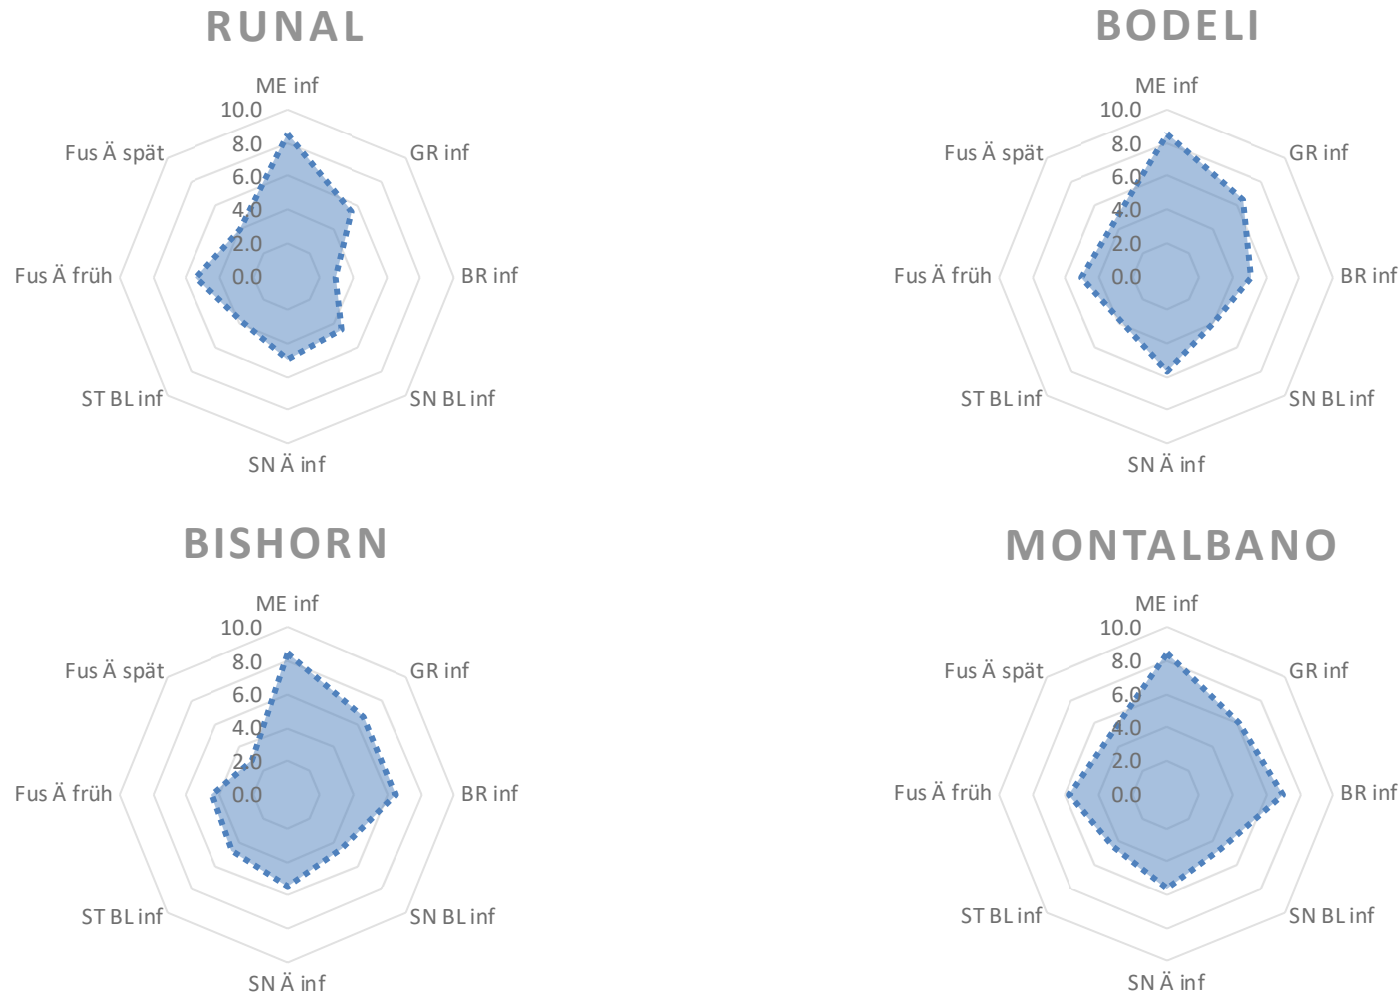 RUNAL
ME inf
10.0
8.0
6.0
4.0
2.0
0.0
GR inf
BR inf
SN BL inf
SN Ä inf
ST BL inf
Fus Ä früh
Fus Ä spät
BODELI
ME inf
10.0
8.0
6.0
4.0
2.0
0.0
GR inf
BR inf
SN BL inf
SN Ä inf
ST BL inf
Fus Ä früh
Fus Ä spät
BISHORN
ME inf
10.0
8.0
6.0
4.0
2.0
0.0
GR inf
BR inf
SN BL inf
SN Ä inf
ST BL inf
Fus Ä früh
Fus Ä spät
MONTALBANO
ME inf
10.0
8.0
6.0
4.0
2.0
0.0
GR inf
BR inf
SN BL inf
SN Ä inf
ST BL inf
Fus Ä früh
Fus Ä spät